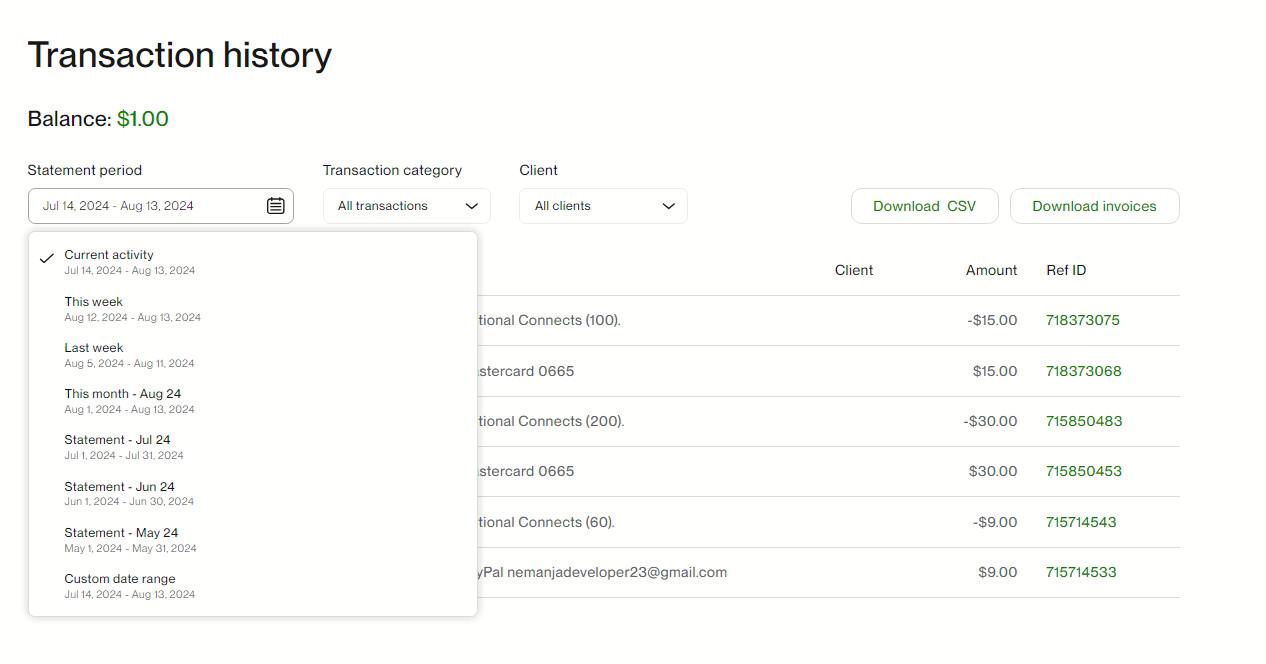 Transaction history
Balance: $1.00
Statement period
Transaction category
Client
Jul 14, 2024 - Aug 13, 2024
All transactions
All clients
Download CSV
Download invoices
Current activity
Jul 14, 2024 - Aug 13, 2024
This week
Aug 12, 2024 - Aug 13, 2024
Last week
Aug 5, 2024 - Aug 11, 2024
This month - Aug 24
Aug 1, 2024 - Aug 13, 2024
Statement - Jul 24
Jul 1, 2024 - Jul 31, 2024
Statement - Jun 24
Jun 1, 2024 - Jun 30, 2024
Statement - May 24
May 1, 2024 - May 31, 2024
Custom date range
Jul 14, 2024 - Aug 13, 2024
Client Amount Ref ID
tional Connects (100). -$15.00 718373075
stercard 0665 $15.00 718373068
tional Connects (200). -$30.00 715850483
stercard 0665 $30.00 715850453
tional Connects (60). -$9.00 715714543
yPal nemanjadeveloper23@gmail.com $9.00 715714533